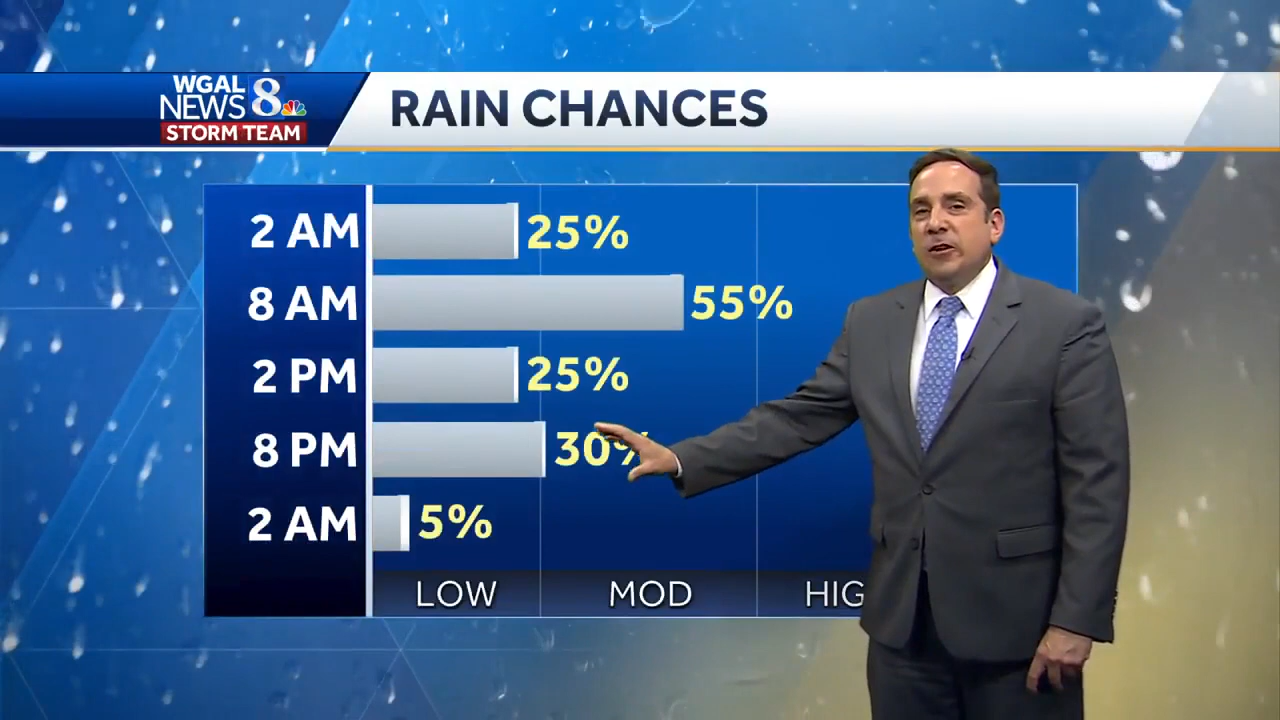 WGAL
NEWS 8
STORM TEAM
RAIN CHANCES
2 AM 25%
8 AM 55%
2 PM 25%
8 PM 30%
2 AM 5%
LOW MOD HIG